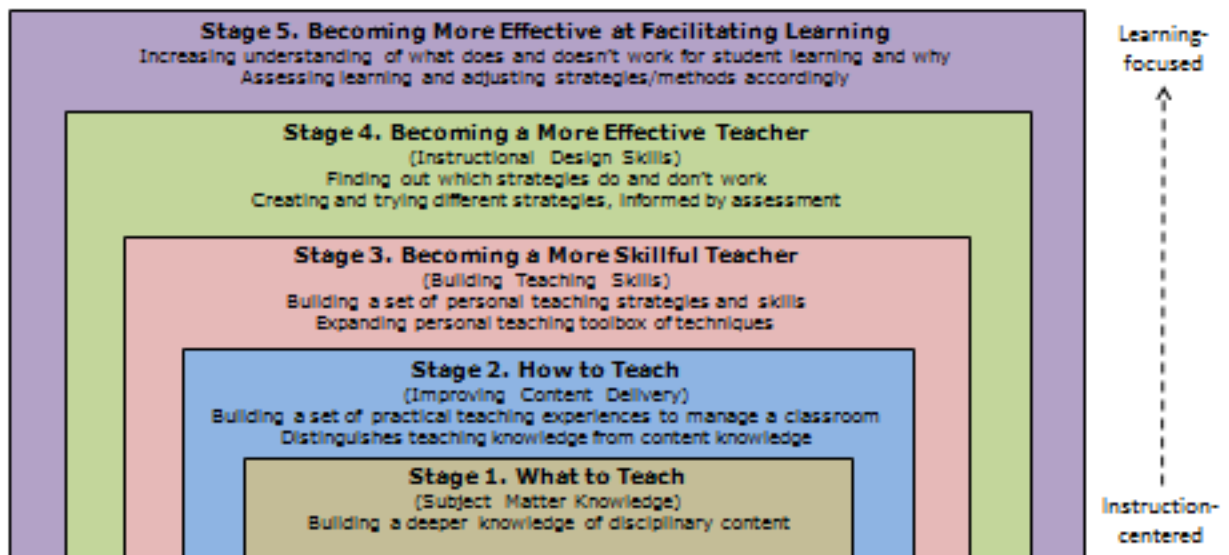 Stage 5. Becoming More Effective at Facilitating Learning
Increasing understanding of what does and doesn't work for student learning and why
Assessing learning and adjusting strategies/methods accordingly
Stage 4. Becoming a More Effective Teacher
(Instructional Design Skills)
Finding out which strategies do and don't work
Creating and trying different strategies, informed by assessment
Stage 3. Becoming a More Skillful Teacher
(Building Teaching Skills)
Building a set of personal teaching strategies and skills
Expanding personal teaching toolbox of techniques
Stage 2. How to Teach
(Improving Content Delivery)
Building a set of practical teaching experiences to manage a classroom
Distinguishes teaching knowledge from content knowledge
Stage 1. What to Teach
(Subject Matter Knowledge)
Building a deeper knowledge of disciplinary content
Learning-
focused
Instruction-
centered